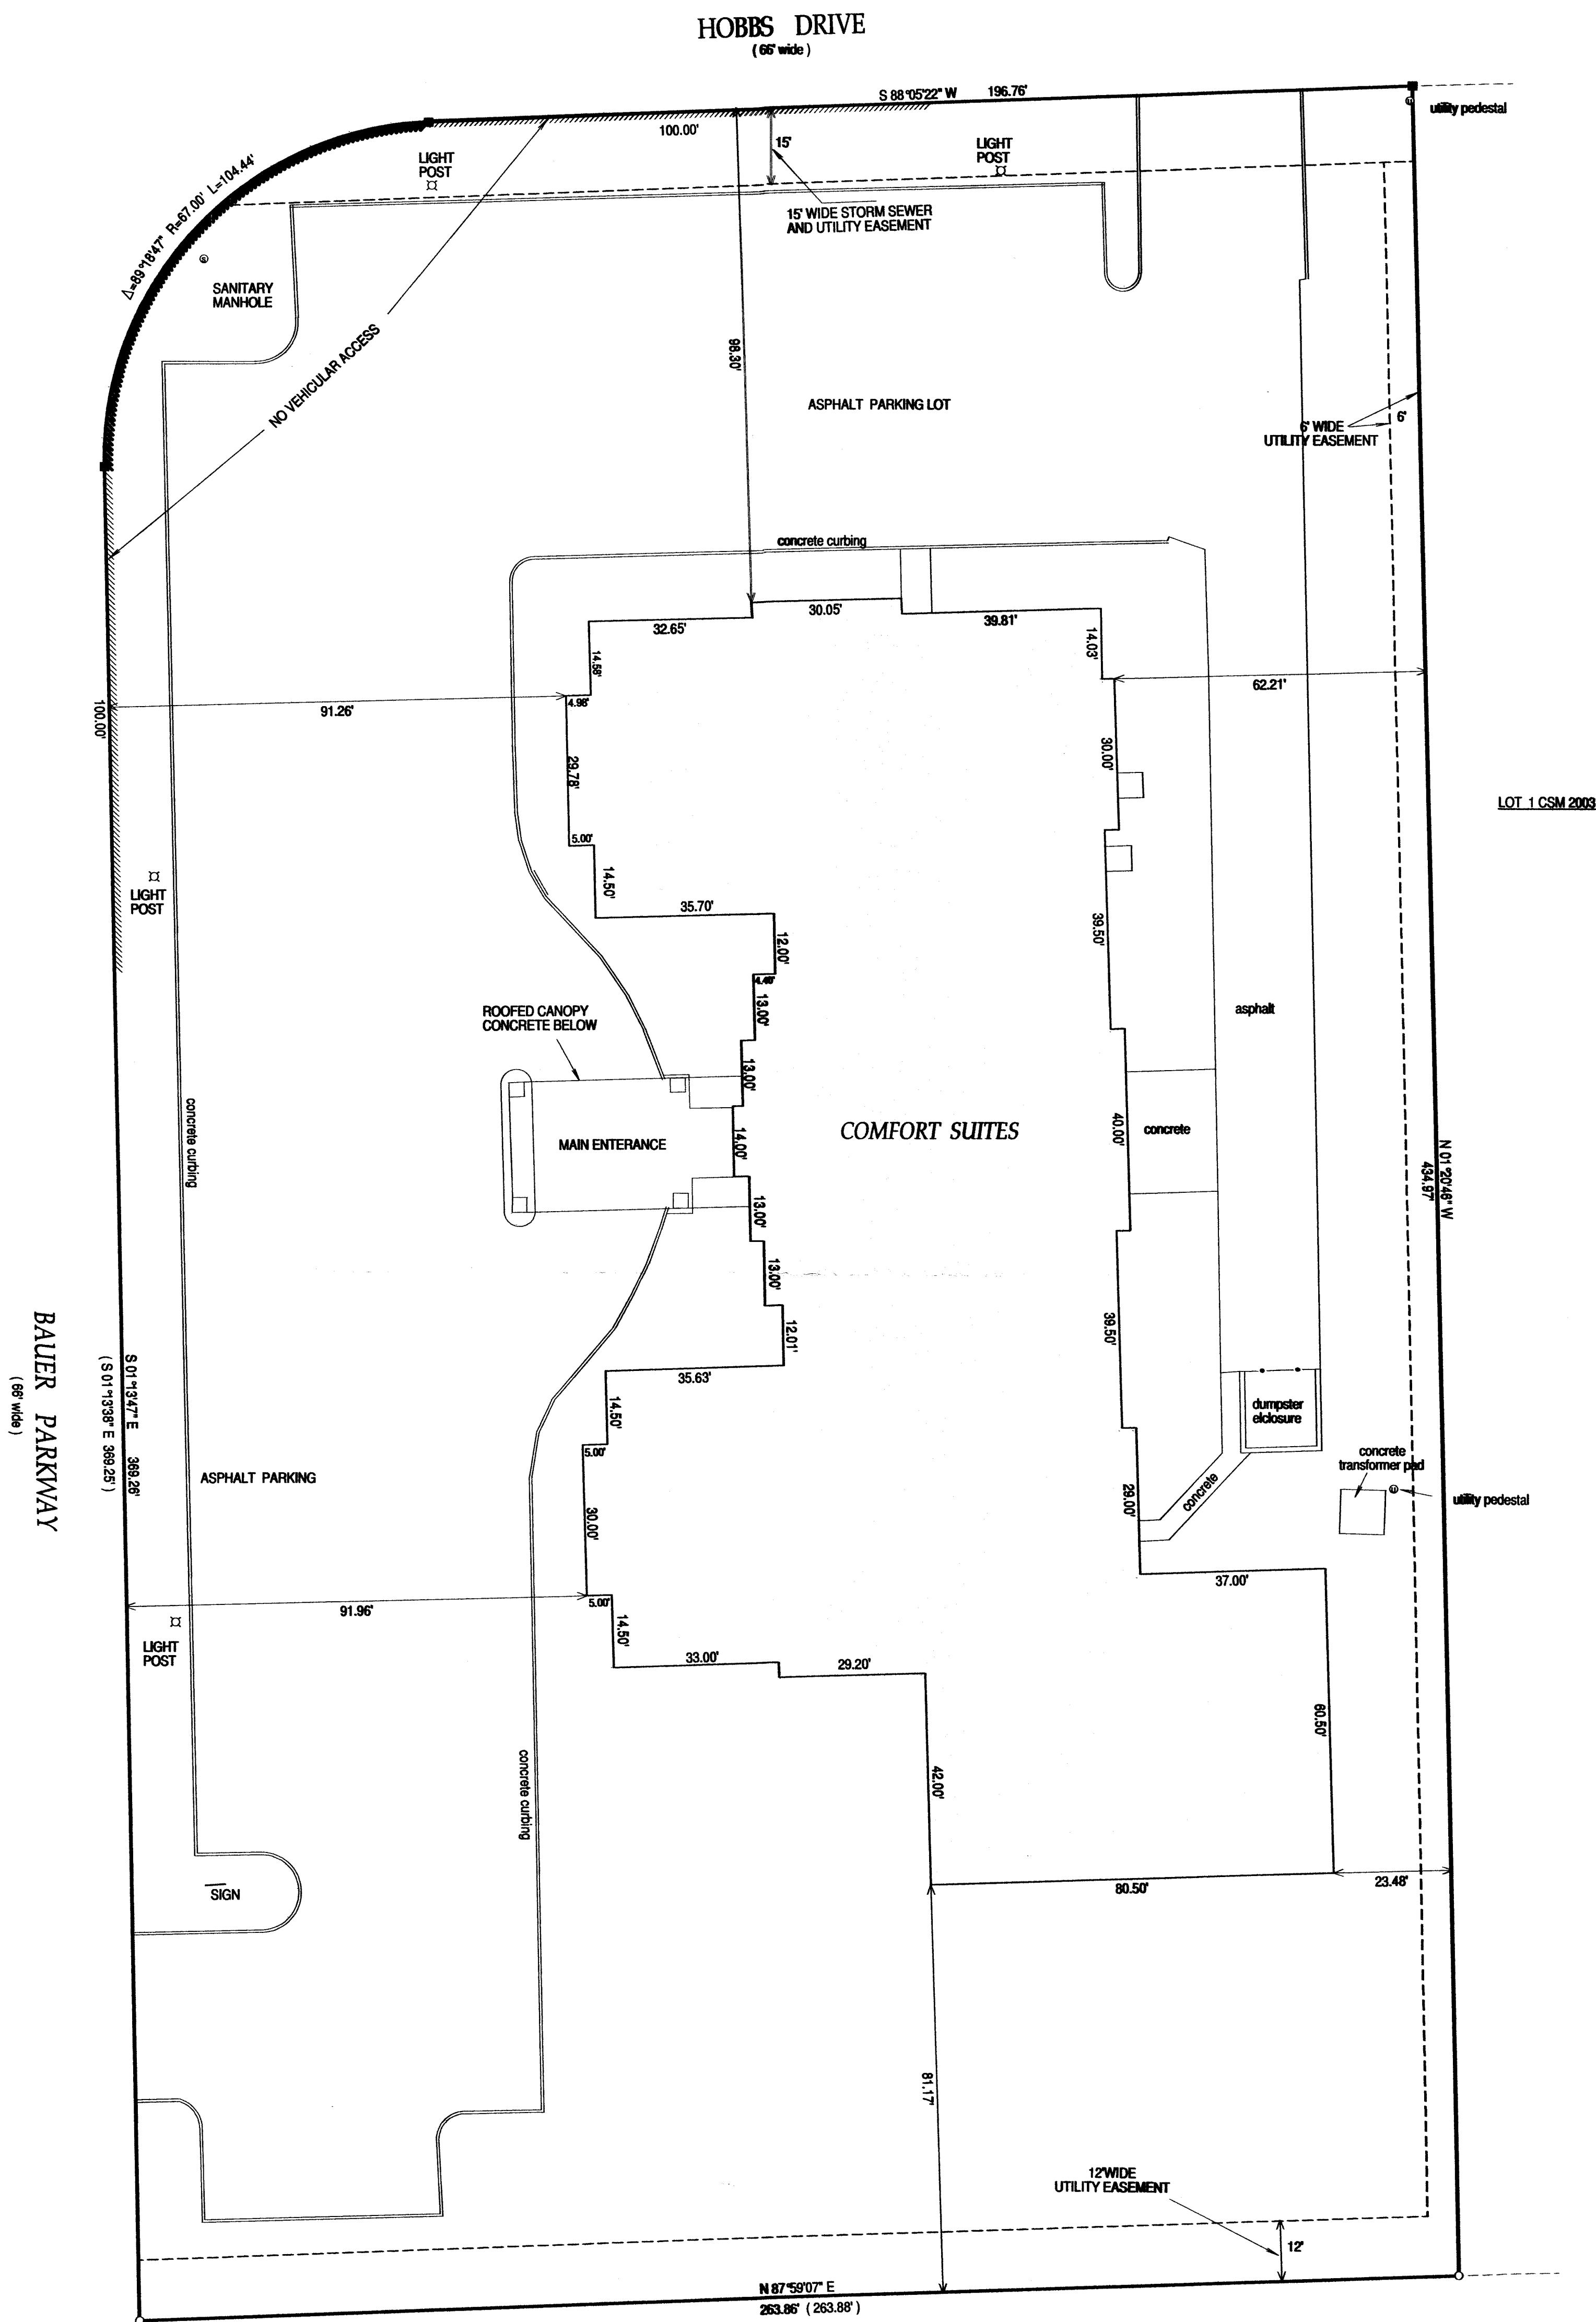 HOBBS DRIVE
( 66' wide )
S 88°05'22" W 196.76'
utility pedestal
100.00'
15'
LIGHT
POST
LIGHT
POST
Δ=89°18'47" R=67.00' L=104.44'
15' WIDE STORM SEWER
AND UTILITY EASEMENT
SANITARY
MANHOLE
NO VEHICULAR ACCESS
98.30'
ASPHALT PARKING LOT
6'
6' WIDE
UTILITY EASEMENT
concrete curbing
30.05'
39.81'
32.65'
14.03'
14.58'
62.21'
4.98'
91.26'
100.00'
29.78'
30.00'
LOT 1 CSM 2003
5.00'
14.50'
LIGHT
POST
35.70'
12.00'
39.50'
4.40'
13.00'
ROOFED CANOPY
CONCRETE BELOW
asphalt
13.00'
concrete curbing
MAIN ENTERANCE
14.00'
COMFORT SUITES
40.00'
concrete
N 01°20'46" W
434.97'
13.00'
13.00'
12.01'
39.50'
35.63'
BAUER PARKWAY
( 66' wide )
S 01°13'47" E 369.26'
( S 01°13'38" E 369.25' )
14.50'
dumpster
elclosure
5.00'
concrete
transformer pad
ASPHALT PARKING
concrete
29.00'
utility pedestal
30.00'
37.00'
91.96'
5.00'
14.50'
LIGHT
POST
33.00'
29.20'
60.50'
42.00'
concrete curbing
80.50'
23.48'
SIGN
81.17'
12'WIDE
UTILITY EASEMENT
12'
N 87°59'07" E
263.86' ( 263.88' )